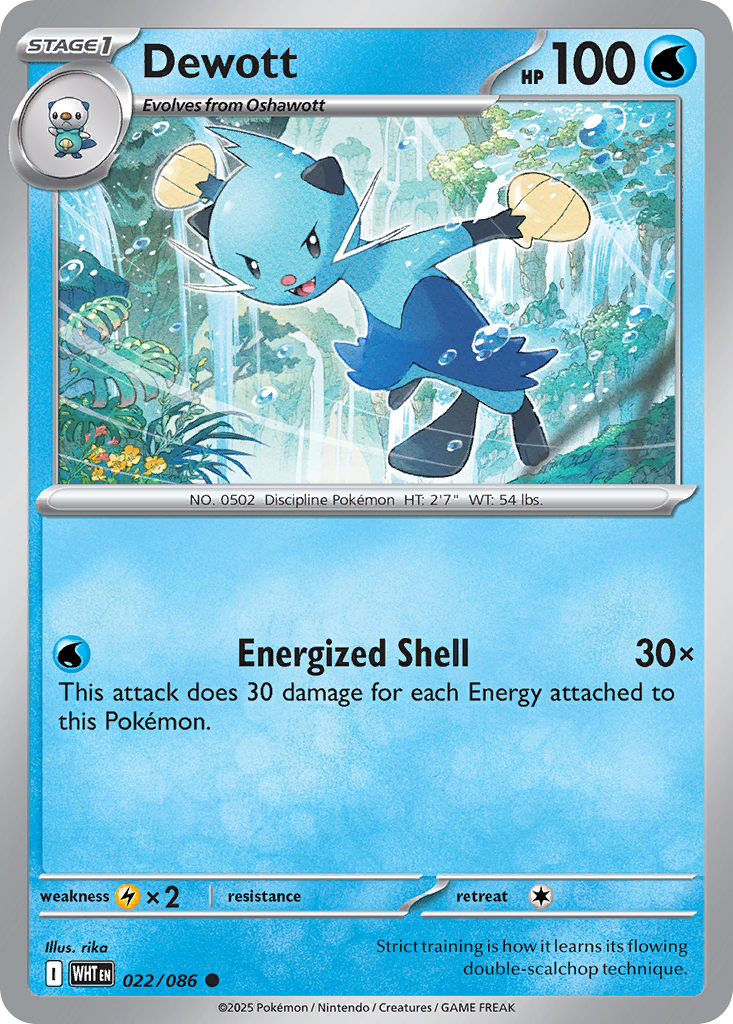 STAGE1
Dewott
HP 100
Evolves from Oshawott
NO. 0502 Discipline Pokémon HT: 2'7" WT: 54 lbs.
Energized Shell 30×
This attack does 30 damage for each Energy attached to
this Pokémon.
weakness ×2 resistance retreat
Illus. rika
Strict training is how it learns its flowing
double-scalchop technique.
I WHT EN 022/086
©2025 Pokémon / Nintendo / Creatures / GAME FREAK